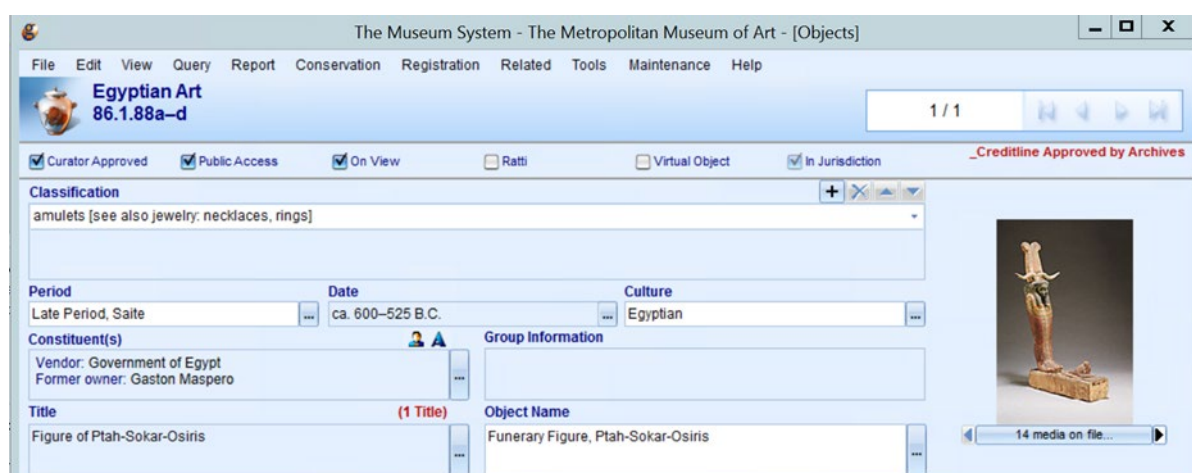 The Museum System - The Metropolitan Museum of Art - [Objects]
File Edit View Query Report Conservation Registration Related Tools Maintenance Help
Egyptian Art
86.1.88a–d
1 / 1
Curator Approved Public Access On View Ratti Virtual Object In Jurisdiction _Creditline Approved by Archives
Classification
amulets [see also jewelry: necklaces, rings]
Period Date Culture
Late Period, Saite ... ca. 600–525 B.C. ... Egyptian ...
Constituent(s) Group Information
Vendor: Government of Egypt
Former owner: Gaston Maspero
...
Title (1 Title) Object Name
Figure of Ptah-Sokar-Osiris ... Funerary Figure, Ptah-Sokar-Osiris ...
14 media on file...